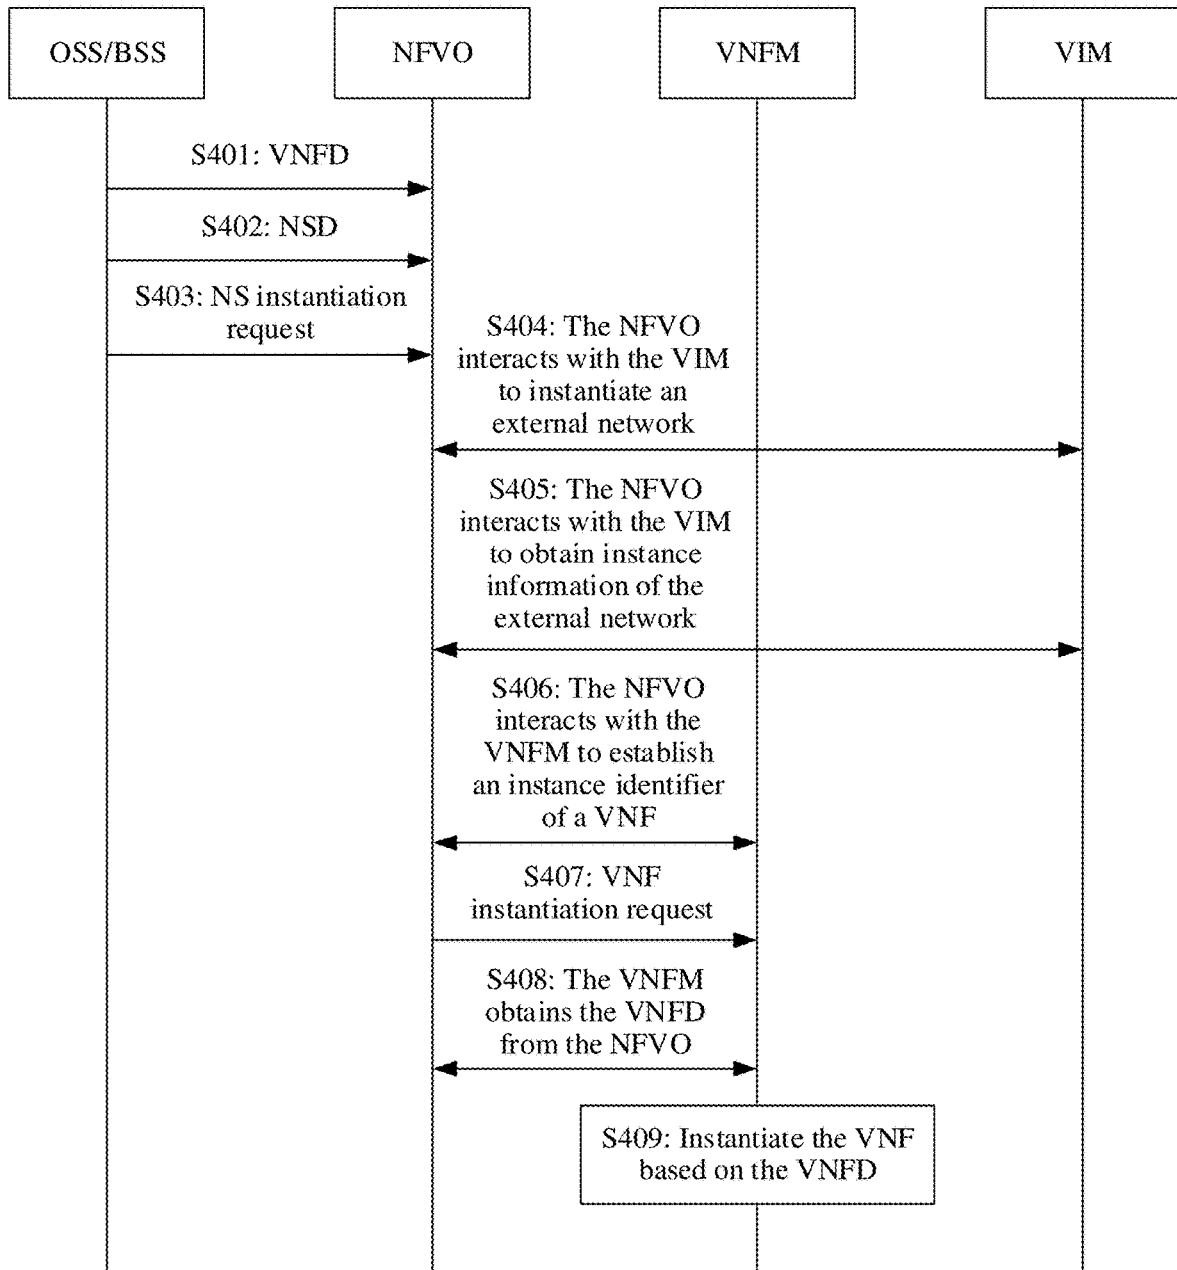 OSS/BSS
NFVO
VNFM
VIM
S401: VNFD
S402: NSD
S403: NS instantiation
request
S404: The NFVO
interacts with the VIM
to instantiate an
external network
S405: The NFVO
interacts with the VIM
to obtain instance
information of the
external network
S406: The NFVO
interacts with the
VNFM to establish
an instance identifier
of a VNF
S407: VNF
instantiation request
S408: The VNFM
obtains the VNFD
from the NFVO
S409: Instantiate the VNF
based on the VNFD